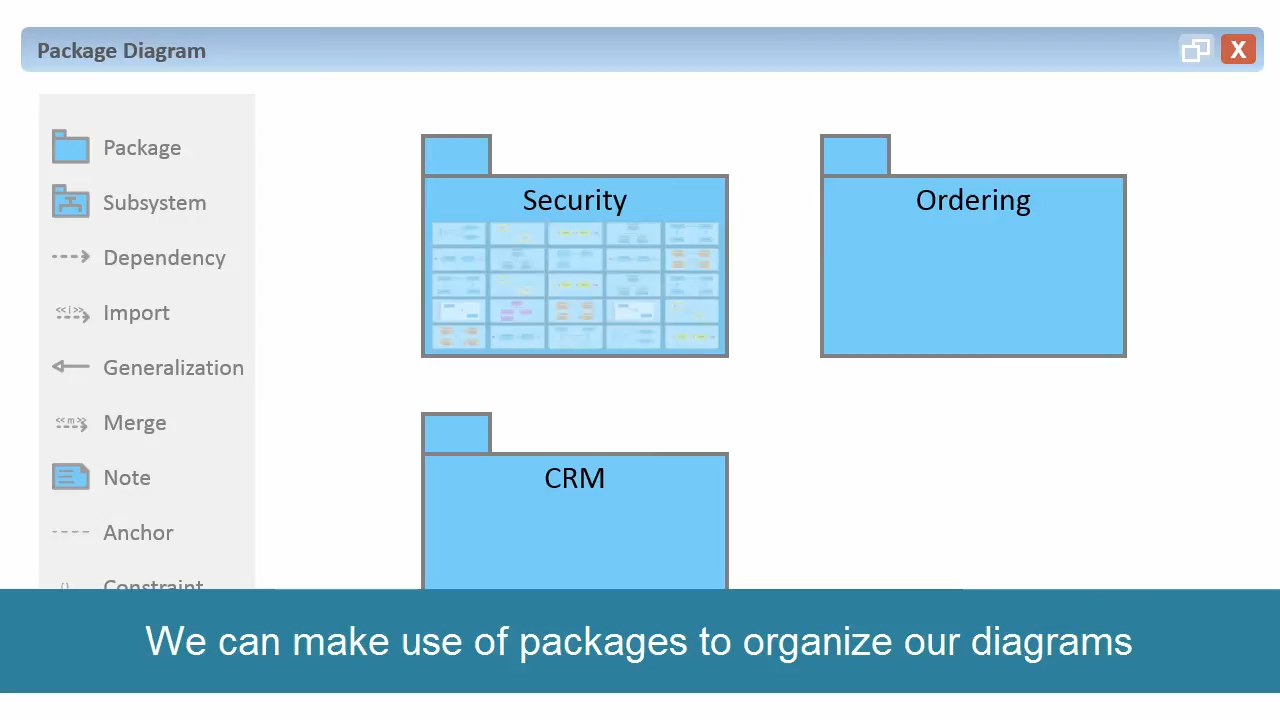 Package Diagram
X
Package
Subsystem
Dependency
<<I>>
Import
Generalization
<<m>>
Merge
Note
Anchor
Constraint
Security
Ordering
CRM
We can make use of packages to organize our diagrams